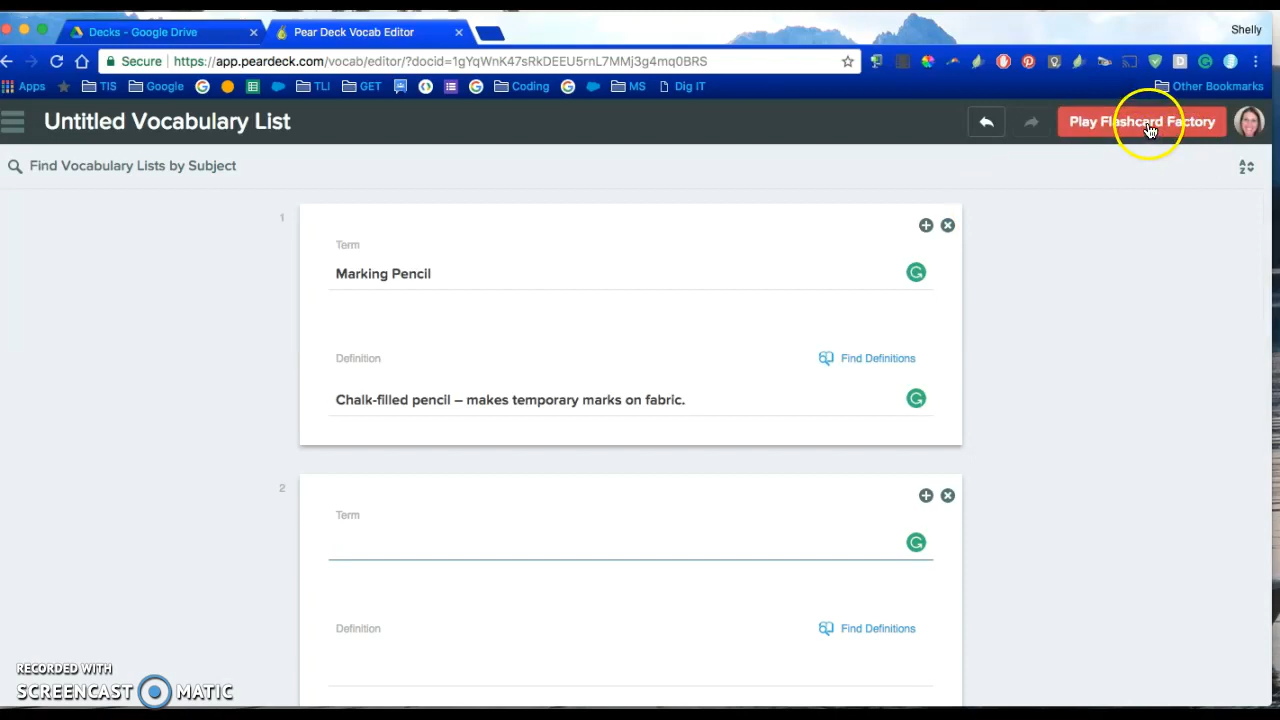 Decks - Google Drive
Pear Deck Vocab Editor
Shelly
Secure https://app.peardeck.com/vocab/editor/?docid=1gYqWnK47sRkDEEU5rnL7MMj3g4mq0BRS
Apps TIS Google TLI GET Coding MS Dig IT Other Bookmarks
Untitled Vocabulary List
Play Flashcard Factory
Find Vocabulary Lists by Subject
1
Term
Marking Pencil
Definition
Find Definitions
Chalk-filled pencil – makes temporary marks on fabric.
2
Term
Definition
Find Definitions
RECORDED WITH
SCREENCAST MATIC